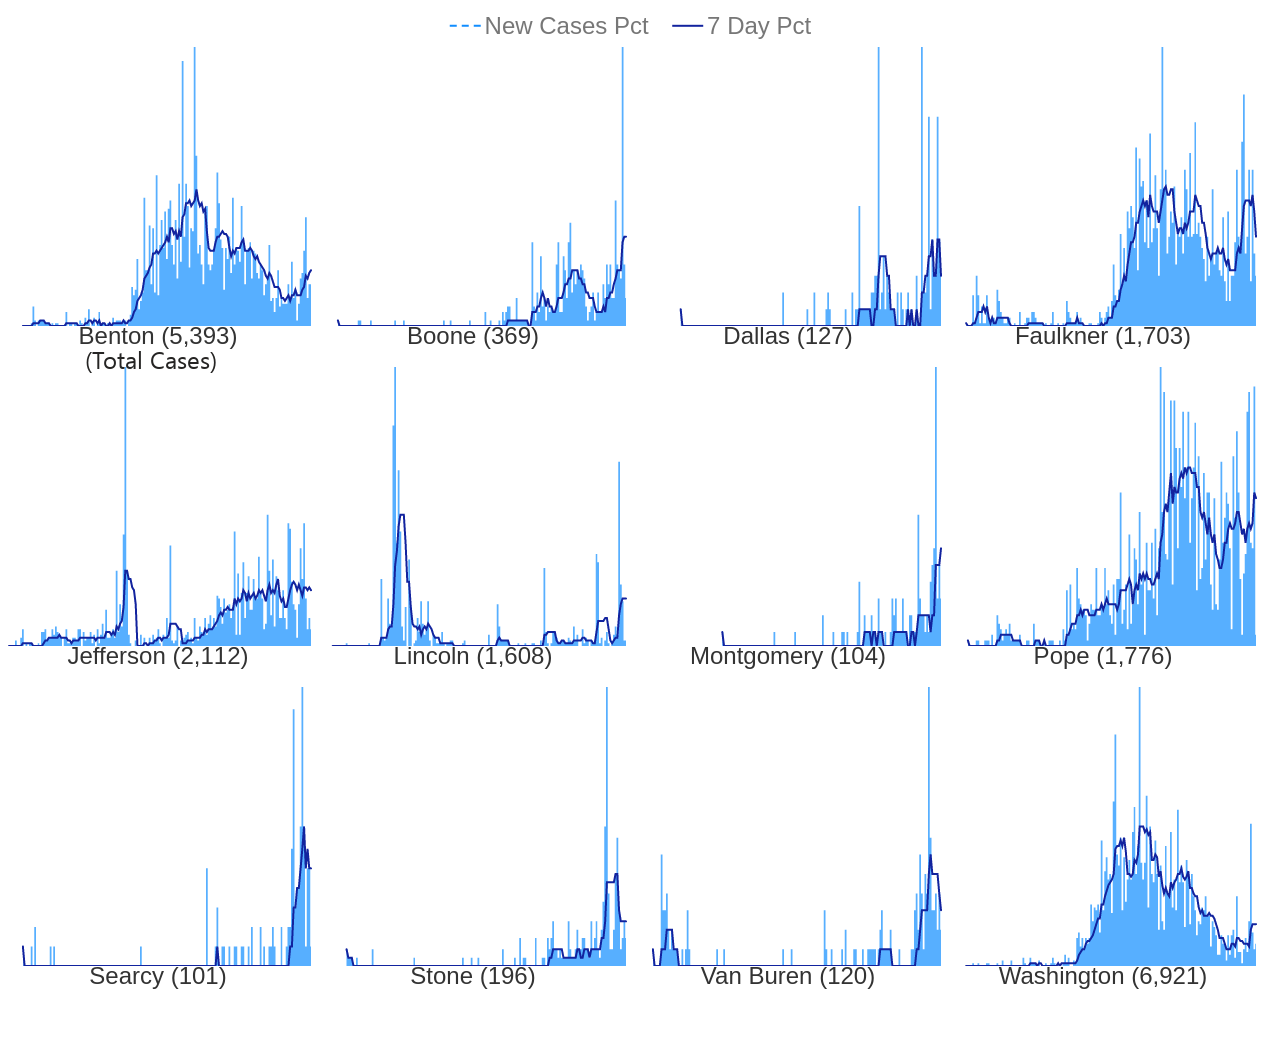 New Cases Pct 7 Day Pct
Benton (5,393) Boone (369) Dallas (127) Faulkner (1,703)
(Total Cases)
Jefferson (2,112) Lincoln (1,608) Montgomery (104) Pope (1,776)
Searcy (101) Stone (196) Van Buren (120) Washington (6,921)